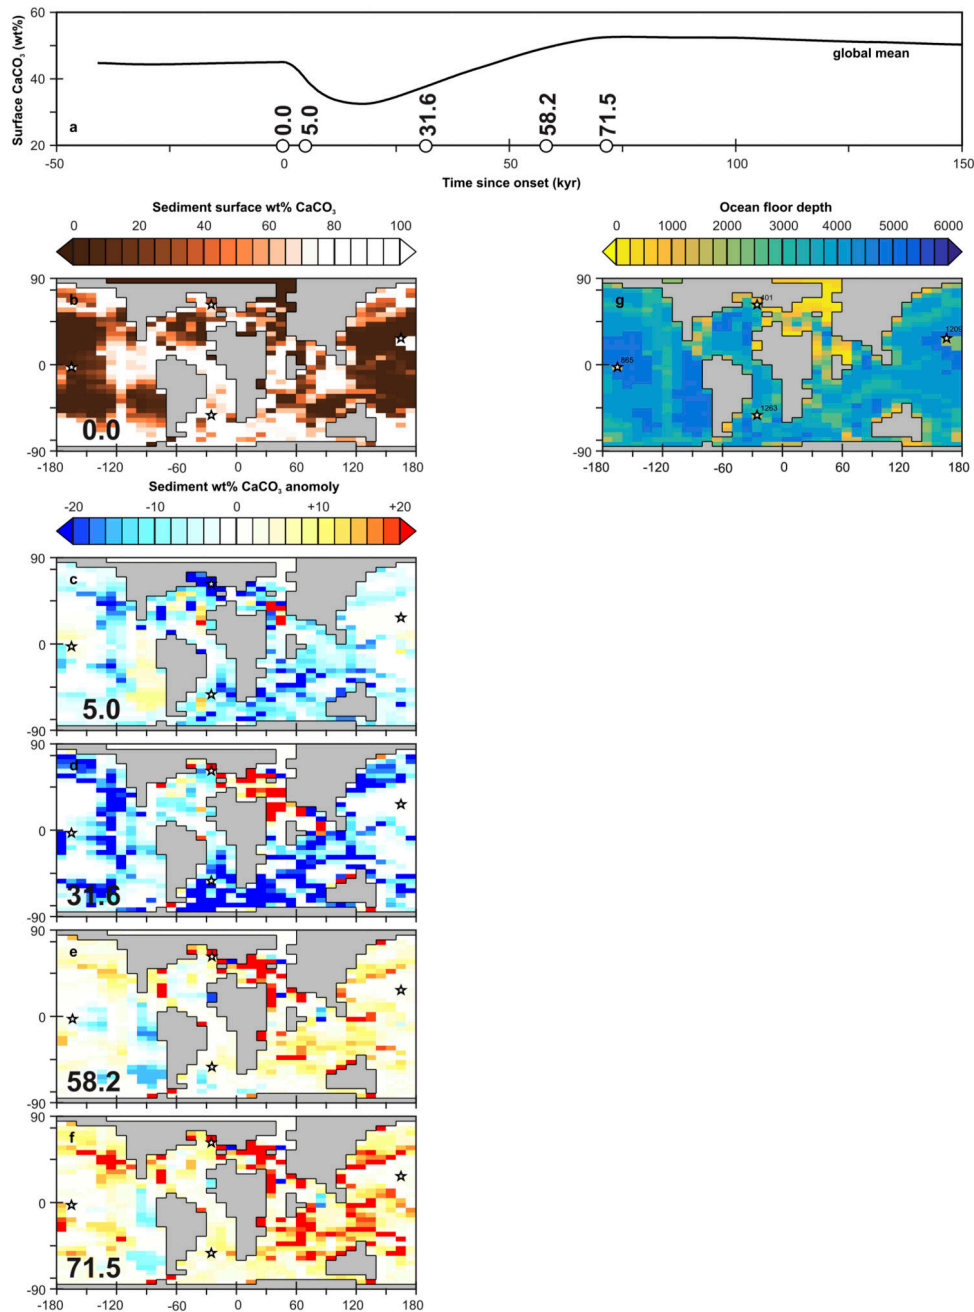 60
40
20
Surface CaCO3 (wt%)
global mean
a
0.0
5.0
31.6
58.2
71.5
-50
0
50
100
150
Time since onset (kyr)
Sediment surface wt% CaCO3
0 20 40 60 80 100
b
90
0
-90
0.0
-180 -120 -60 0 60 120 180
Ocean floor depth
0 1000 2000 3000 4000 5000 6000
g
401
1209
865
1263
90
0
-90
-180 -120 -60 0 60 120 180
Sediment wt% CaCO3 anomoly
-20 -10 0 +10 +20
c
90
0
-90
5.0
d
90
0
-90
31.6
e
90
0
-90
58.2
f
90
0
-90
71.5
-180 -120 -60 0 60 120 180